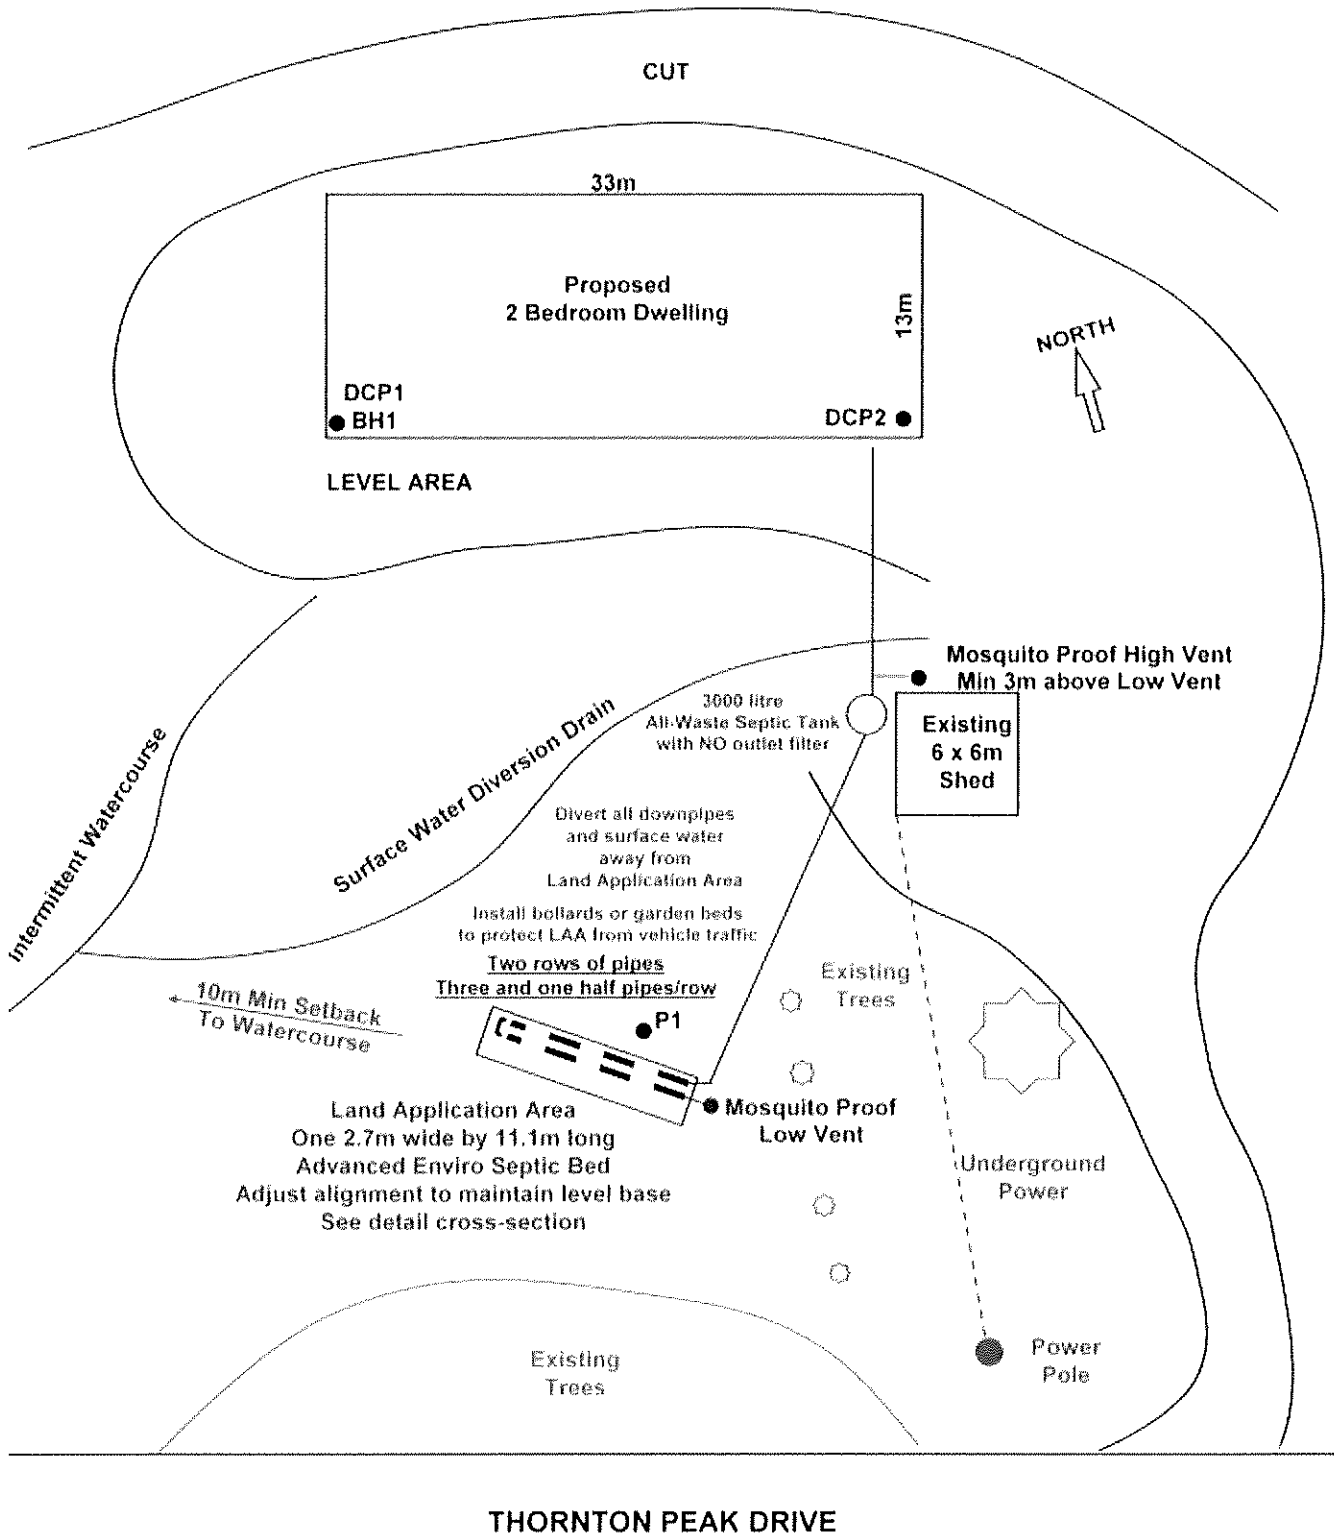 CUT
33m
Proposed
2 Bedroom Dwelling
13m
NORTH
DCP1
BH1
DCP2
LEVEL AREA
Mosquito Proof High Vent
Min 3m above Low Vent
3000 litre
All-Waste Septic Tank
with NO outlet filter
Existing
6 x 6m
Shed
Surface Water Diversion Drain
Intermittent Watercourse
Divert all downpipes
and surface water
away from
Land Application Area
Install bollards or garden beds
to protect LAA from vehicle traffic
Two rows of pipes
Three and one half pipes/row
Existing
Trees
10m Min Setback
To Watercourse
P1
Mosquito Proof
Low Vent
Land Application Area
One 2.7m wide by 11.1m long
Advanced Enviro Septic Bed
Adjust alignment to maintain level base
See detail cross-section
Underground
Power
Existing
Trees
Power
Pole
THORNTON PEAK DRIVE